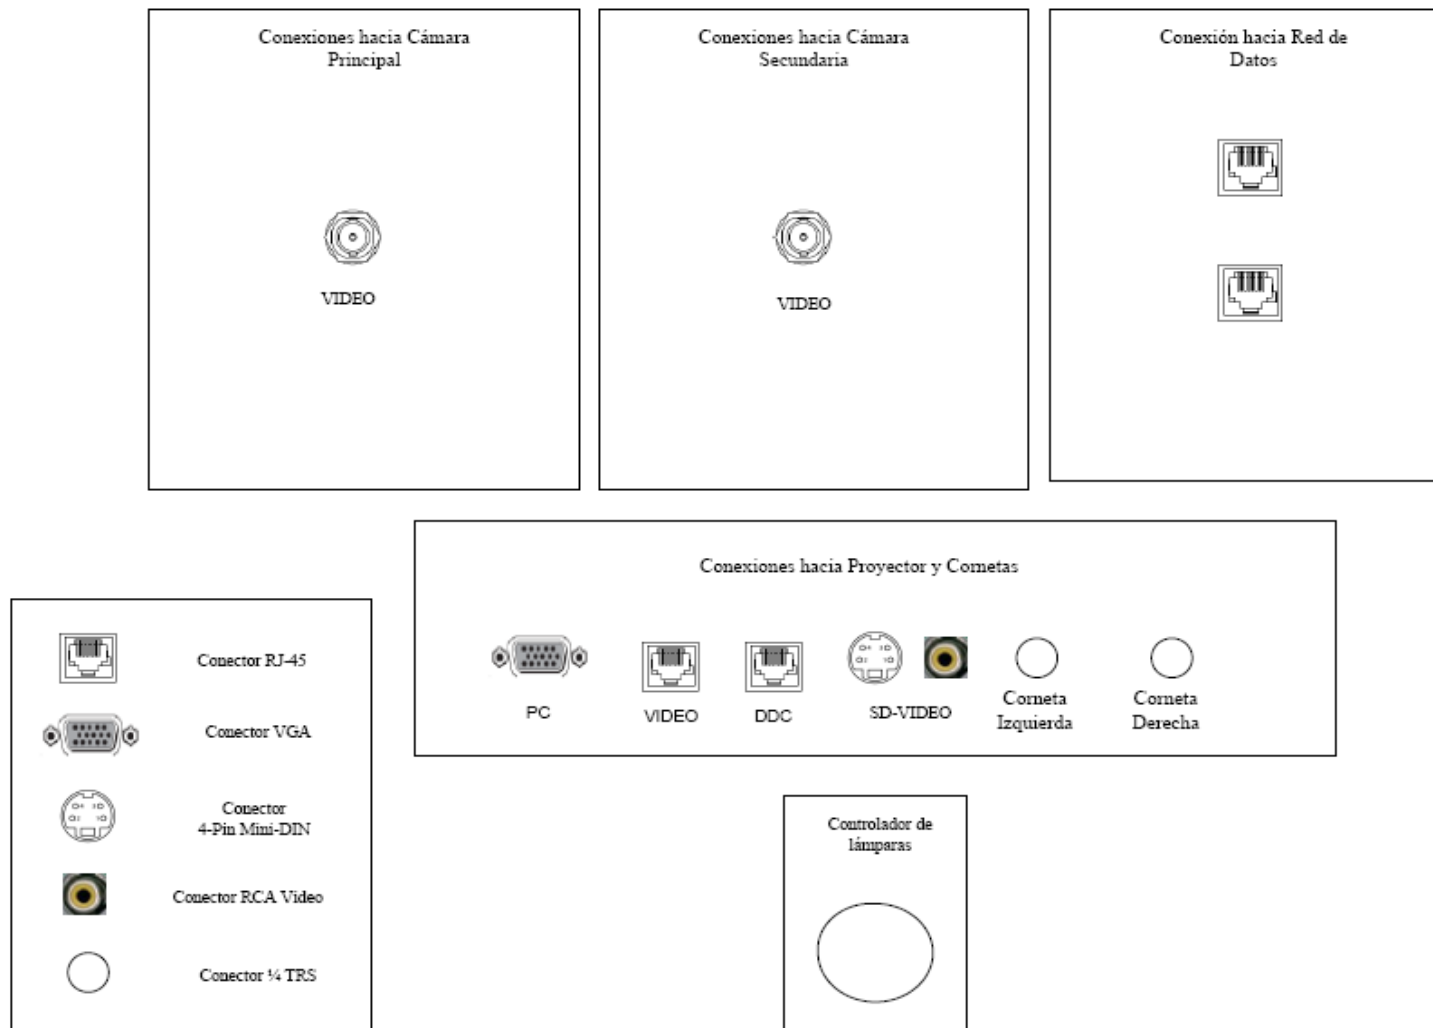 Conexiones hacia Cámara
Principal
VIDEO
Conexiones hacia Cámara
Secundaria
VIDEO
Conexión hacia Red de
Datos
Conexiones hacia Proyector y Cornetas
PC
VIDEO
DDC
SD-VIDEO
Corneta
Izquierda
Corneta
Derecha
Conector RJ-45
Conector VGA
Conector
4-Pin Mini-DIN
Conector RCA Video
Conector ¼ TRS
Controlador de
lámparas